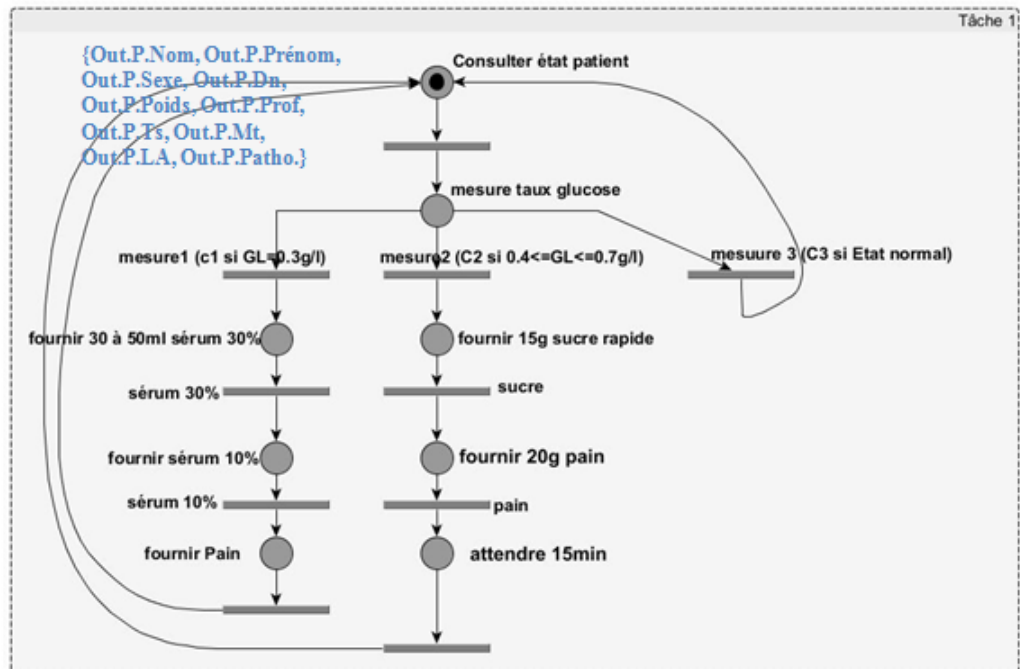 Tâche 1
{Out.P.Nom, Out.P.Prénom,
Out.P.Sexe, Out.P.Dn,
Out.P.Poids, Out.P.Prof,
Out.P.Ts, Out.P.Mt,
Out.P.LA, Out.P.Patho.}
Consulter état patient
mesure taux glucose
mesure1 (c1 si GL=0.3g/l)
mesure2 (C2 si 0.4<=GL<=0.7g/l)
mesuure 3 (C3 si Etat normal)
fournir 30 à 50ml sérum 30%
fournir 15g sucre rapide
sérum 30%
sucre
fournir sérum 10%
fournir 20g pain
sérum 10%
pain
fournir Pain
attendre 15min